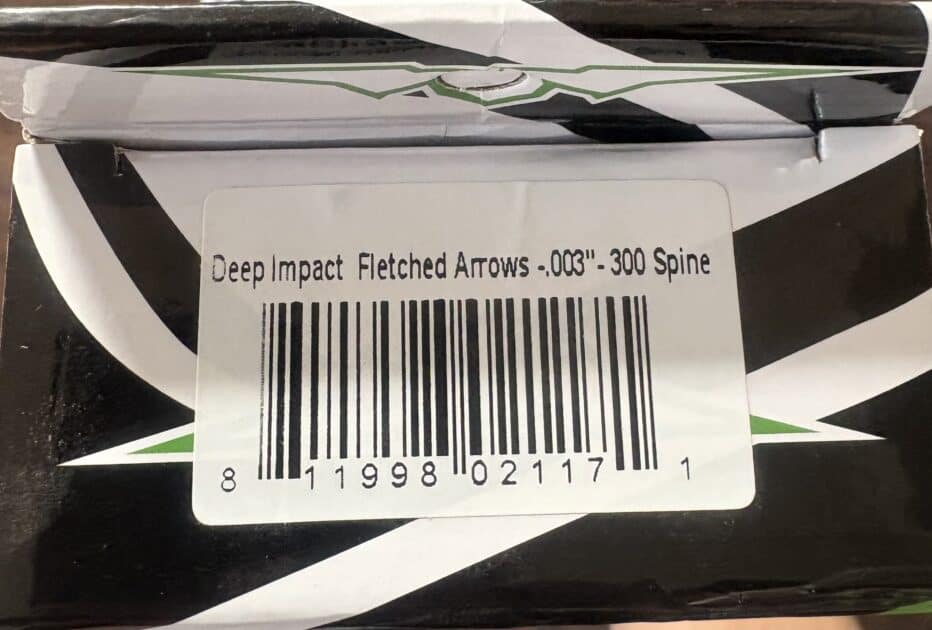 Deep Impact Fletched Arrows -.003"- 300 Spine
8 11998 02117 1